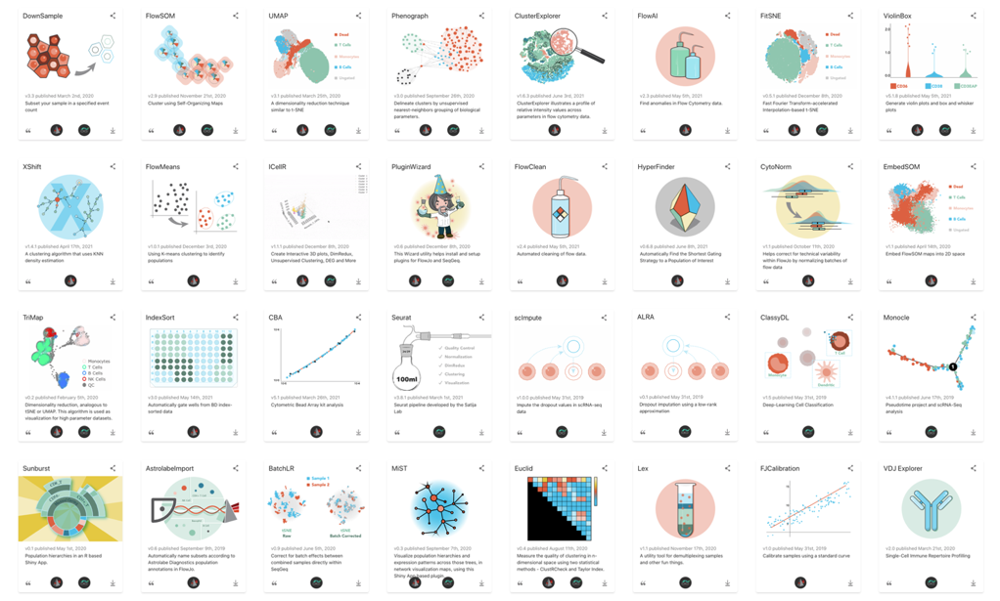 DownSample
v3.3 published March 2nd, 2020
Subset your sample in a specified event
count
FlowSOM
v2.9 published November 21st, 2020
Cluster using Self-Organizing Maps
UMAP
Dead
T Cells
Monocytes
B Cells
Ungated
v3.1 published March 25th, 2020
A dimensionality reduction technique
similar to t-SNE
Phenograph
v3.0 published September 26th, 2020
Delineate clusters by unsupervised
nearest-neighbors grouping of biological
parameters.
ClusterExplorer
v1.6.3 published June 3rd, 2021
ClusterExplorer illustrates a profile of
relative intensity values across
parameters in flow cytometry data.
FlowAI
v2.3 published May 5th, 2021
Find anomalies in Flow Cytometry data.
FitSNE
Dead
T Cells
Monocytes
B Cells
Ungated
v0.5.1 published December 8th, 2020
Fast Fourier Transform-accelerated
Interpolation-based t-SNE
ViolinBox
v5.1.6 published May 5th, 2021
Generate violin plots and box and whisker
plots
XShift
v1.4.1 published April 17th, 2021
A clustering algorithm that uses KNN
density estimation
FlowMeans
v1.0.1 published December 3rd, 2020
Using K-means clustering to identify
populations
ICellR
v1.1.1 published December 8th, 2020
Create Interactive 3D plots, DimRedux,
Unsupervised Clustering, DEG and More
PluginWizard
v0.6 published December 8th, 2020
This Wizard utility helps install and setup
plugins for FlowJo and SeqGeq.
FlowClean
v2.4 published May 5th, 2021
Automated cleaning of flow data.
HyperFinder
v0.6.8 published June 8th, 2021
Automatically Find the Shortest Gating
Strategy to a Population of Interest
CytoNorm
v1.1 published October 11th, 2020
Helps correct for technical variability
within FlowJo by normalizing batches of
flow data
EmbedSOM
Dead
T Cells
Monocytes
B Cells
Ungated
v1.1 published April 14th, 2020
Embed FlowSOM maps into 2D space
TriMap
Monocytes
T Cells
B Cells
NK Cells
QC
v0.2 published February 5th, 2020
Dimensionality reduction, analogous to
tSNE or UMAP. This algorithm is used as
visualization for high parameter datasets.
IndexSort
v3.0 published May 14th, 2021
Automatically gate wells from BD Index-
sorted data
CBA
v5.1 published March 26th, 2021
Cytometric Bead Array kit analysis
Seurat
100ml
Quality Control
Normalization
DimRedux
Clustering
Visualization
v3.6.1 published March 1st, 2021
Seurat pipeline developed by the Satija
Lab
scImpute
v1.0.0 published May 31st, 2019
Impute the dropout values in scRNA-seq
data
ALRA
v0.1.1 published May 31st, 2019
Dropout imputation using a low-rank
approximation
ClassyDL
T Cell
Monocyte
Dendritic
v1.5 published May 31st, 2019
Deep-Learning Cell Classification
Monocle
1
v4.1.1 published June 17th, 2019
Pseudotime project and scRNA-Seq
analysis
Sunburst
v0.1 published May 1st, 2020
Population hierarchies in an R based
Shiny App.
AstrolabeImport
v0.6 published September 9th, 2019
Automatically name subsets according to
Astrolabe Diagnostics population
annotations in FlowJo.
BatchLR
Sample 1
Sample 2
tSNE
Raw
tSNE
Batch Corrected
v0.8 published June 5th, 2020
Correct for batch effects between
combined samples directly within
SeqGeq
MiST
v0.3 published September 7th, 2020
Visualize population hierarchies and
expression patterns across those trees, in
network visualization maps, using this
Shiny App based plugin
Euclid
v0.4 published August 11th, 2020
Measure the quality of clustering in n-
dimensional space using two statistical
methods - ClustRCheck and Taylor Index.
Lex
v1.1 published November 17th, 2020
A utility for demultiplexing samples
and other fun things.
FJCalibration
v1.0 published March 31st, 2020
Calibrate samples using a standard curve
VDJ Explorer
v2.0 published March 21st, 2020
Single-Cell Immune Repertoire Profiling